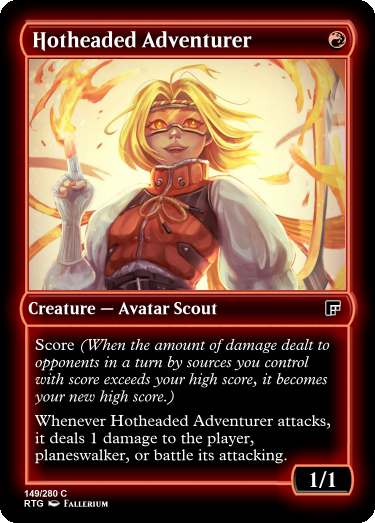 Hotheaded Adventurer
Creature — Avatar Scout
Score (When the amount of damage dealt to
opponents in a turn by sources you control
with score exceeds your high score, it becomes
your new high score.)
Whenever Hotheaded Adventurer attacks,
it deals 1 damage to the player,
planeswalker, or battle its attacking.
1/1
149/280 C
RTG Fallerium